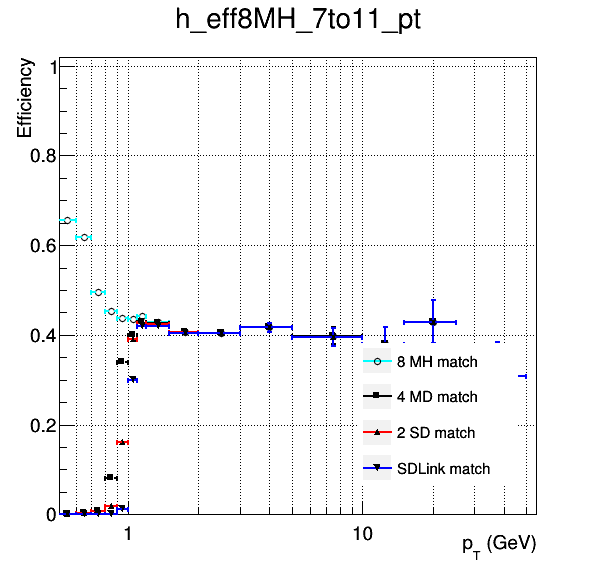 h_eff8MH_7to11_pt
Efficiency
1
0.8
0.6
0.4
0.2
0
8 MH match
4 MD match
2 SD match
SDLink match
1
10
p_T (GeV)